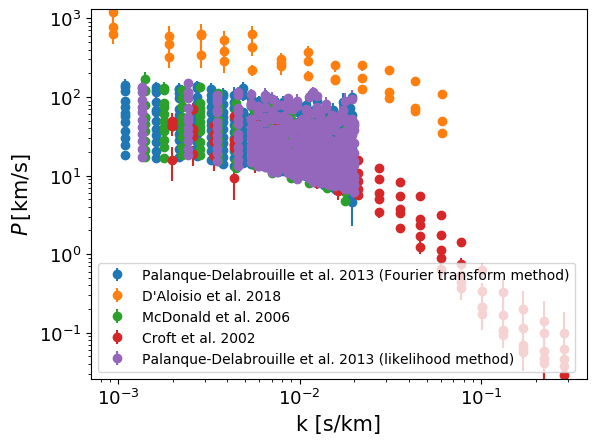 10³
10²
10¹
10⁰
10⁻¹
P [km/s]
Palanque-Delabrouille et al. 2013 (Fourier transform method)
D'Aloisio et al. 2018
McDonald et al. 2006
Croft et al. 2002
Palanque-Delabrouille et al. 2013 (likelihood method)
10⁻³
10⁻²
10⁻¹
k [s/km]